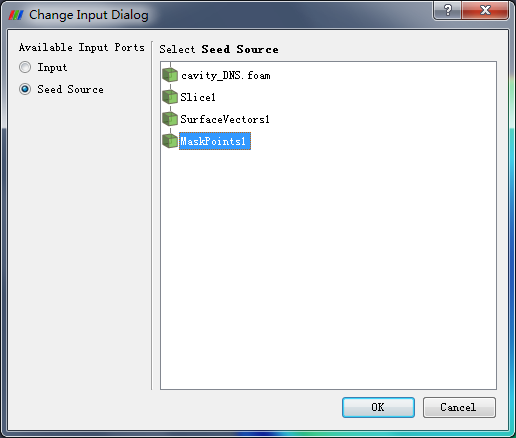 Change Input Dialog
Available Input Ports
Input
Seed Source
Select Seed Source
cavity_DNS.foam
Slice1
SurfaceVectors1
MaskPoints1
OK
Cancel